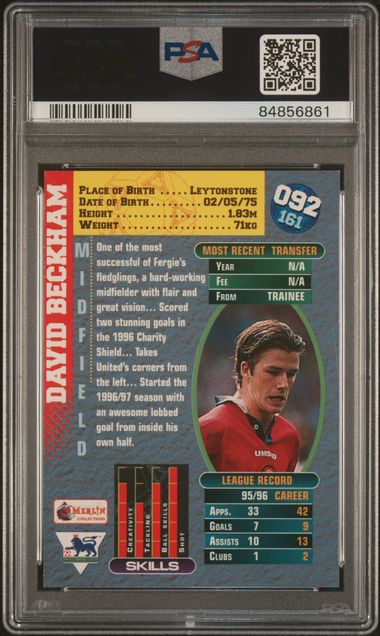 PSA
84856861
DAVID BECKHAM
MIDFIELD
PLACE OF BIRTH ..... LEYTONSTONE
DATE OF BIRTH .......... 02/05/75
HEIGHT ...................... 1.83M
WEIGHT ...................... 71KG
092
161
One of the most
successful of Fergie's
fledglings, a hard-working
midfielder with flair and
great vision... Scored
two stunning goals in
the 1996 Charity
Shield... Takes
United's corners from
the left... Started the
1996/97 season with
an awesome lobbed
goal from inside his
own half.
MOST RECENT TRANSFER
YEAR N/A
FEE N/A
FROM TRAINEE
UMBRO
LEAGUE RECORD
95/96 CAREER
APPS. 33 42
GOALS 7 9
ASSISTS 10 13
CLUBS 1 2
MERLIN
COLLECTIONS
CREATIVITY
TACKLING
BALL SKILLS
SHOT
SKILLS
PSA